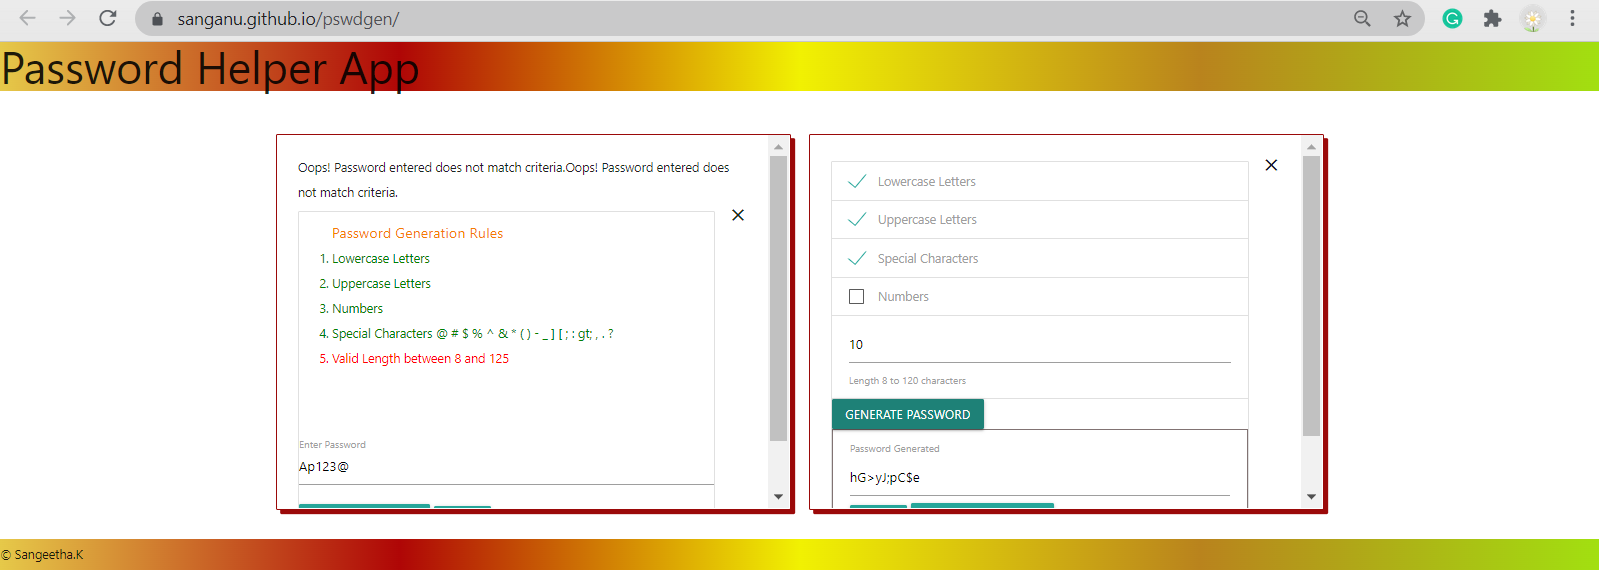 sanganu.github.io/pswdgen/
Password Helper App
Oops! Password entered does not match criteria.Oops! Password entered does
not match criteria.
Password Generation Rules
1. Lowercase Letters
2. Uppercase Letters
3. Numbers
4. Special Characters @ # $ % ^ & * ( ) - _ ] [ ; : gt; , . ?
5. Valid Length between 8 and 125
Enter Password
Ap123@
Lowercase Letters
Uppercase Letters
Special Characters
Numbers
10
Length 8 to 120 characters
GENERATE PASSWORD
Password Generated
hG>yJ;pC$e
© Sangeetha.K